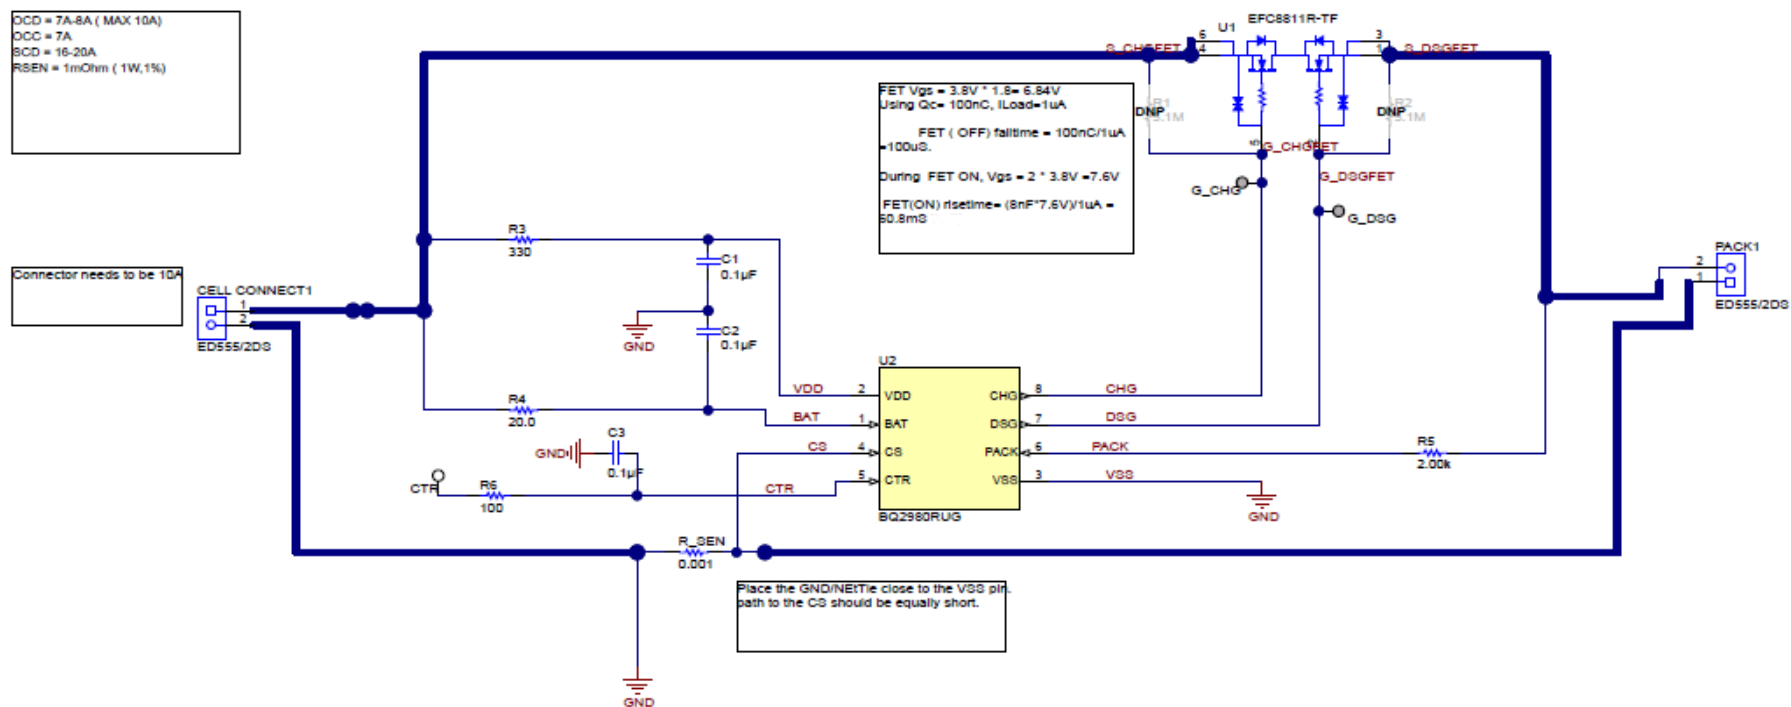 OCD = 7A-8A ( MAX 10A)
OCC = 7A
SCD = 16-20A
RSEN = 1mOhm ( 1W,1%)
EFC8811R-TF
U1
6
4
S_CHGFET
3
1
S_DSGFET
FET Vgs = 3.8V * 1.8= 6.84V
Using Qc= 100nC, ILoad=1uA
FET ( OFF) falltime = 100nC/1uA
=100uS.
During FET ON, Vgs = 2 * 3.8V =7.6V
FET(ON) risetime= (8nF*7.6V)/1uA =
60.8mS
R1
DNP
5.1M
R2
DNP
5.1M
5
2
G_CHGFET
G_DSGFET
G_CHG
G_DSG
R3
330
C1
0.1µF
Connector needs to be 10A
CELL CONNECT1
1
2
ED555/2DS
GND
C2
0.1µF
PACK1
2
1
ED555/2DS
U2
VDD
2
VDD
CHG
8
CHG
R4
20.0
BAT
1
BAT
DSG
7
DSG
C3
GND
0.1µF
CS
4
CS
PACK
6
PACK
R5
2.00k
CTR
R6
100
CTR
5
CTR
VSS
3
VSS
BQ2980RUG
GND
R_SEN
0.001
Place the GND/NEtTie close to the VSS pin.
path to the CS should be equally short.
GND